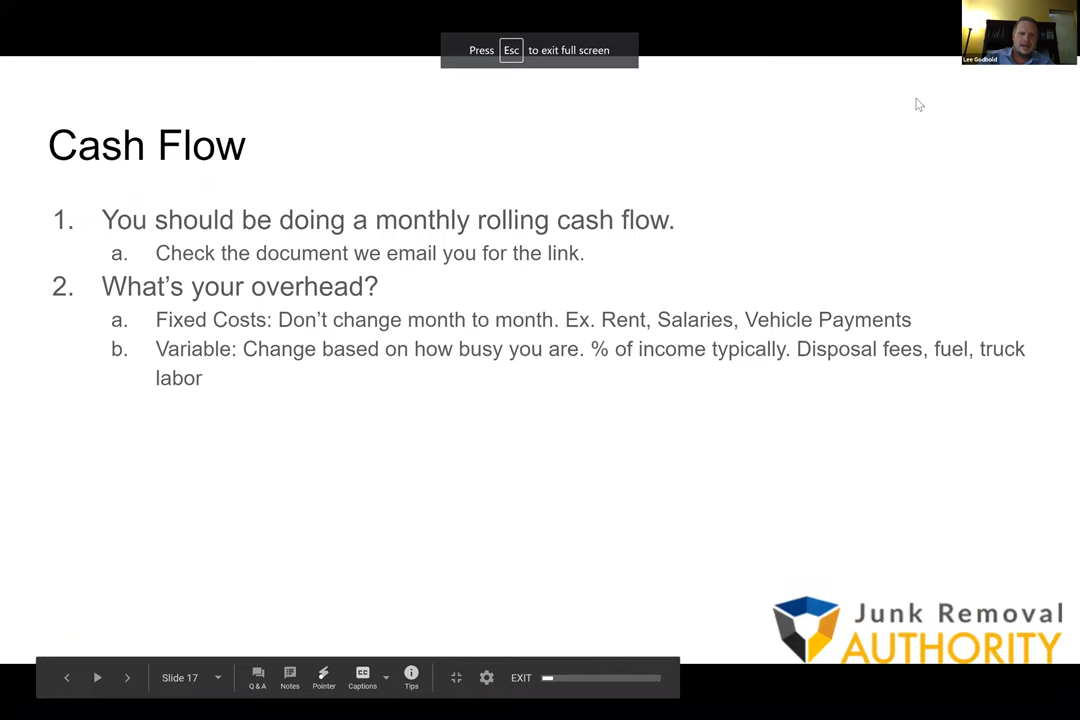 Press Esc to exit full screen
Lee Godbold
Cash Flow
1. You should be doing a monthly rolling cash flow.
a. Check the document we email you for the link.
2. What's your overhead?
a. Fixed Costs: Don't change month to month. Ex. Rent, Salaries, Vehicle Payments
b. Variable: Change based on how busy you are. % of income typically. Disposal fees, fuel, truck
labor
Junk Removal
AUTHORITY
Slide 17
Q & A
Notes
Pointer
CC
Captions
Tips
EXIT